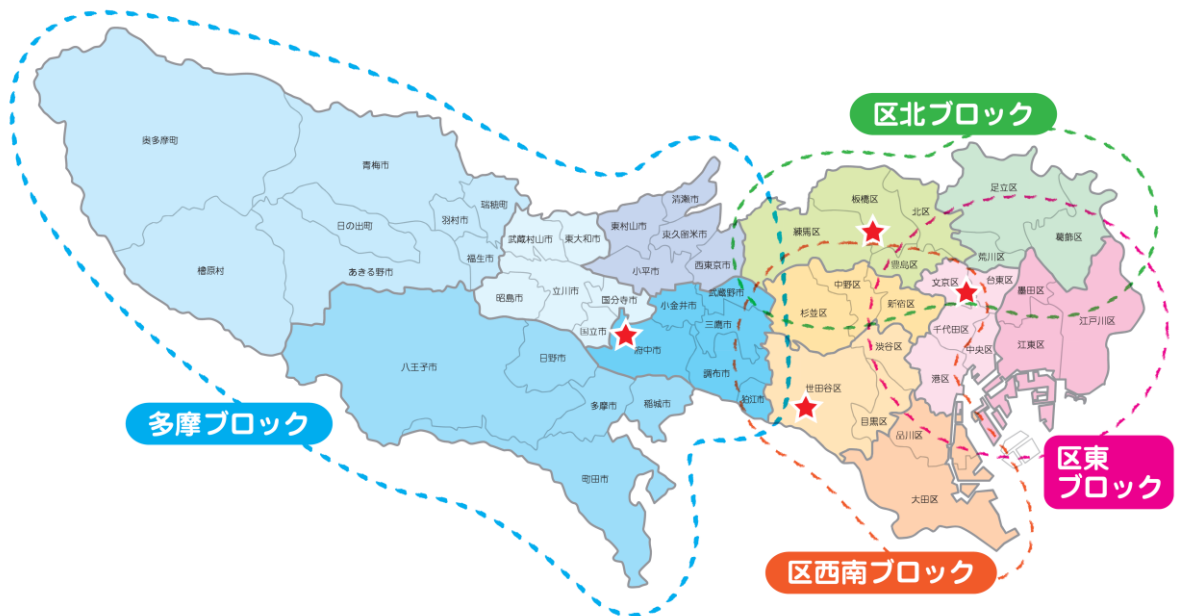 区北ブロック
奥多摩町
青梅市
瑞穂町
羽村市
日の出町
福生市
檜原村
あきる野市
清瀬市
東村山市
東久留米市
武蔵村山市
東大和市
小平市
西東京市
昭島市
立川市
国分寺市
国立市
小金井市
武蔵野市
三鷹市
府中市
調布市
狛江市
八王子市
日野市
多摩市
稲城市
町田市
板橋区
北区
練馬区
豊島区
足立区
葛飾区
荒川区
中野区
新宿区
杉並区
文京区
台東区
墨田区
江戸川区
千代田区
中央区
江東区
渋谷区
港区
世田谷区
目黒区
品川区
大田区
多摩ブロック
区東
ブロック
区西南ブロック